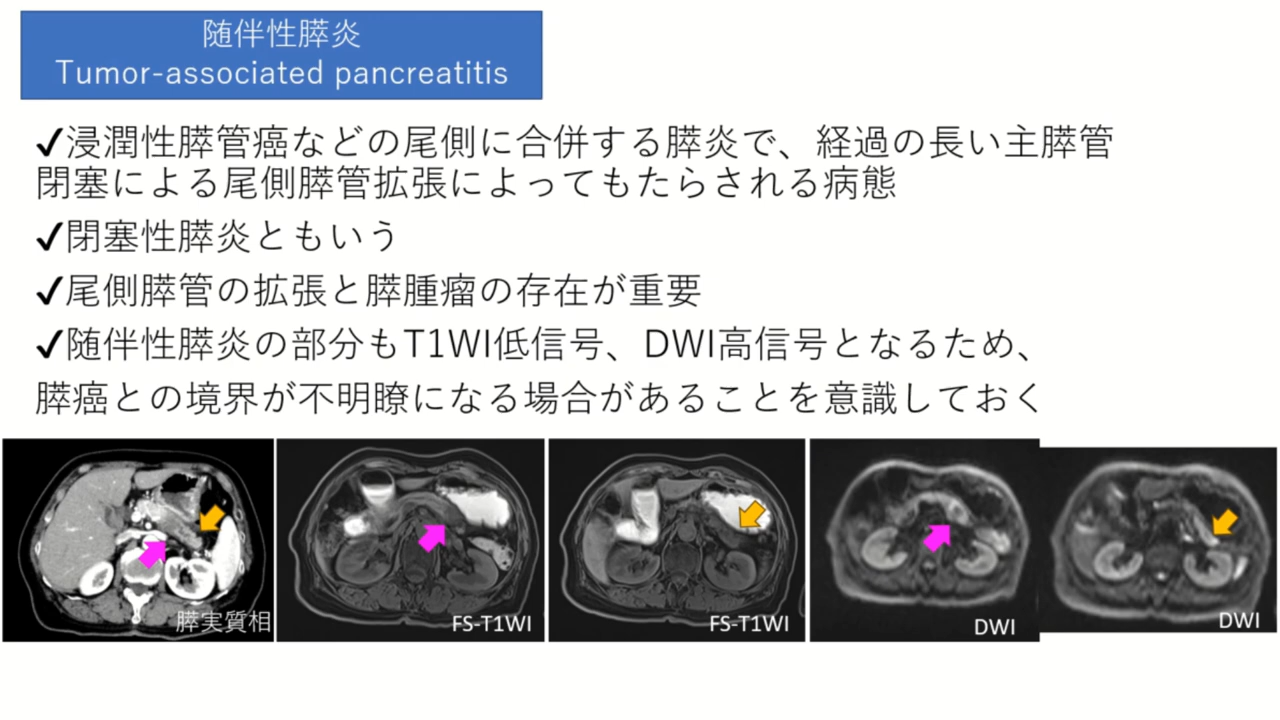 随伴性膵炎
Tumor-associated pancreatitis
✓浸潤性膵管癌などの尾側に合併する膵炎で、経過の長い主膵管
閉塞による尾側膵管拡張によってもたらされる病態
✓閉塞性膵炎ともいう
✓尾側膵管の拡張と膵腫瘤の存在が重要
✓随伴性膵炎の部分もT1WI低信号、DWI高信号となるため、
膵癌との境界が不明瞭になる場合があることを意識しておく
膵実質相
FS-T1WI
FS-T1WI
DWI
DWI